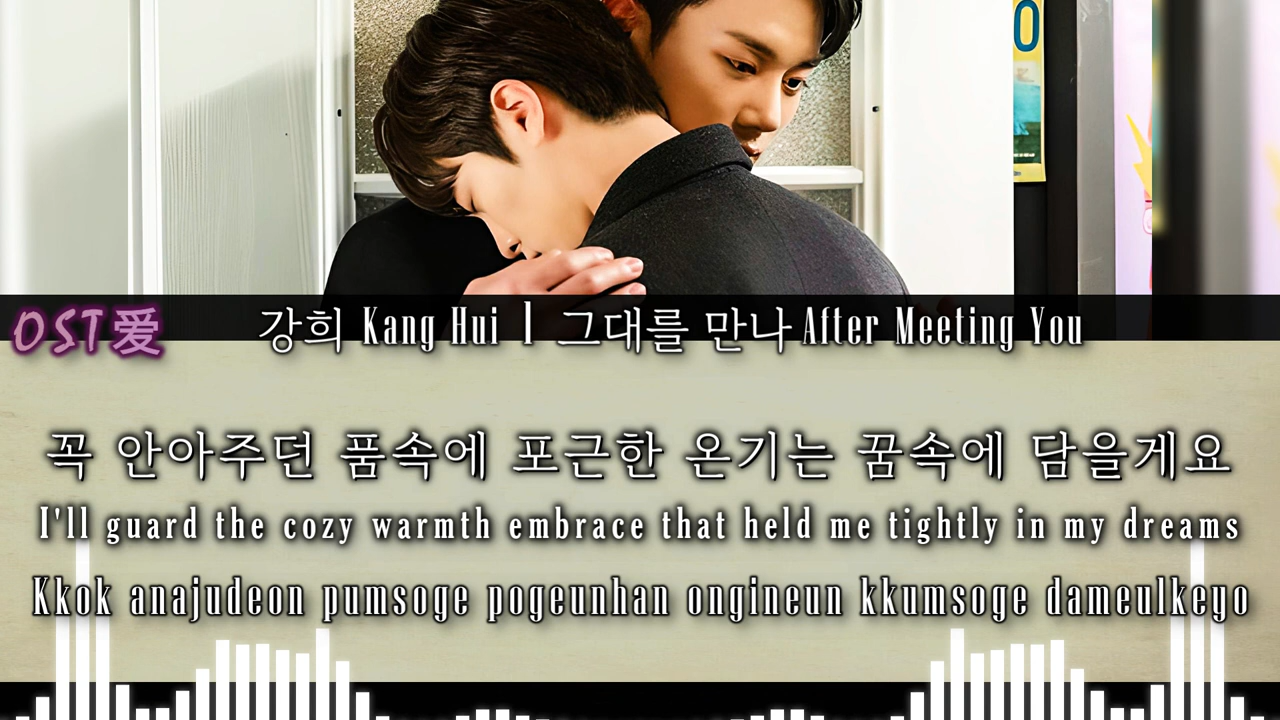 OST爱 강희 Kang Hui | 그대를 만나 After Meeting You
꼭 안아주던 품속에 포근한 온기는 꿈속에 담을게요
I'll guard the cozy warmth embrace that held me tightly in my dreams
Kkok anajudeon pumsoge pogeunhan ongineun kkumsoge dameulkeyo